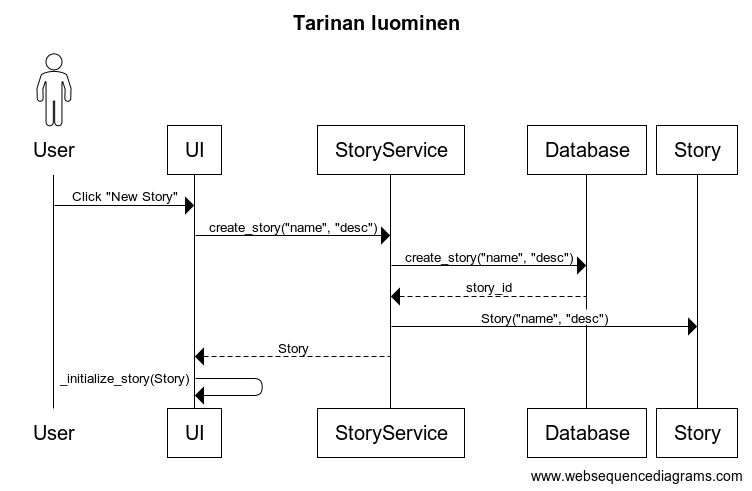 Tarinan luominen
User
UI
StoryService
Database
Story
Click "New Story"
create_story("name", "desc")
create_story("name", "desc")
story_id
Story("name", "desc")
Story
_initialize_story(Story)
User
UI
StoryService
Database
Story
www.websequencediagrams.com